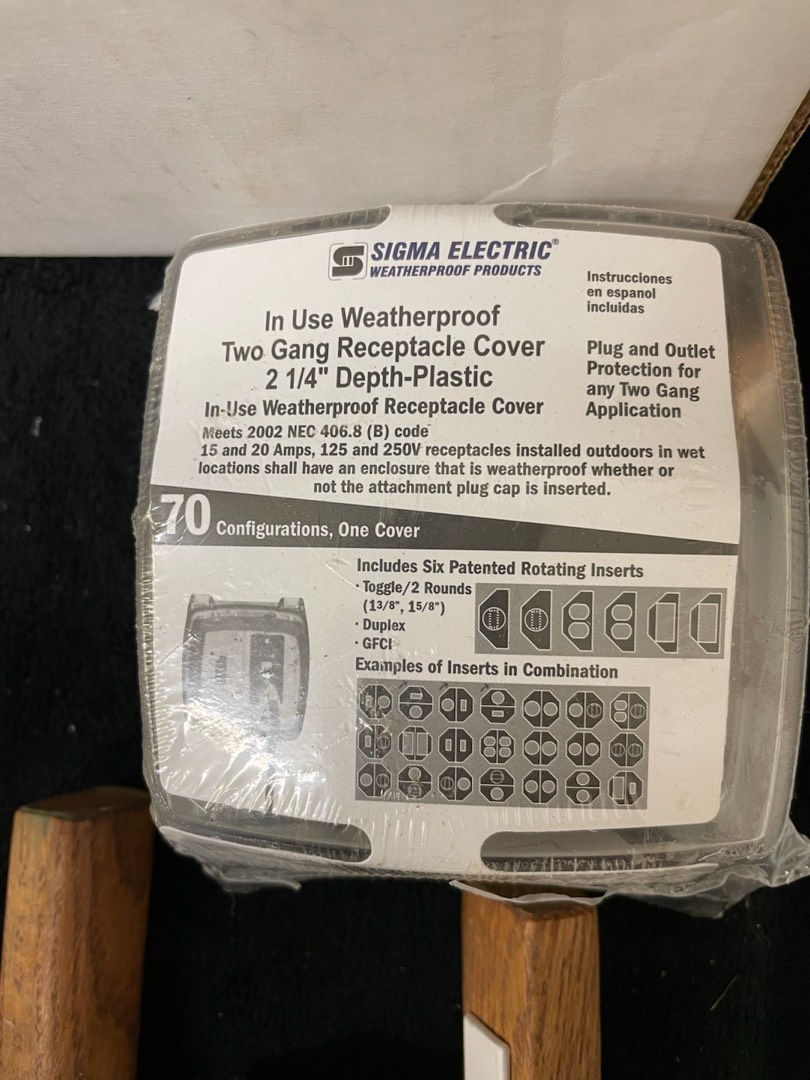 SIGMA ELECTRIC®
WEATHERPROOF PRODUCTS
Instrucciones
en espanol
incluidas
In Use Weatherproof
Two Gang Receptacle Cover
2 1/4" Depth-Plastic
In-Use Weatherproof Receptacle Cover
Plug and Outlet
Protection for
any Two Gang
Application
Meets 2002 NEC 406.8 (B) code
15 and 20 Amps, 125 and 250V receptacles installed outdoors in wet
locations shall have an enclosure that is weatherproof whether or
not the attachment plug cap is inserted.
70 Configurations, One Cover
Includes Six Patented Rotating Inserts
· Toggle/2 Rounds
(1 3/8", 1 5/8")
· Duplex
· GFCI
Examples of Inserts in Combination